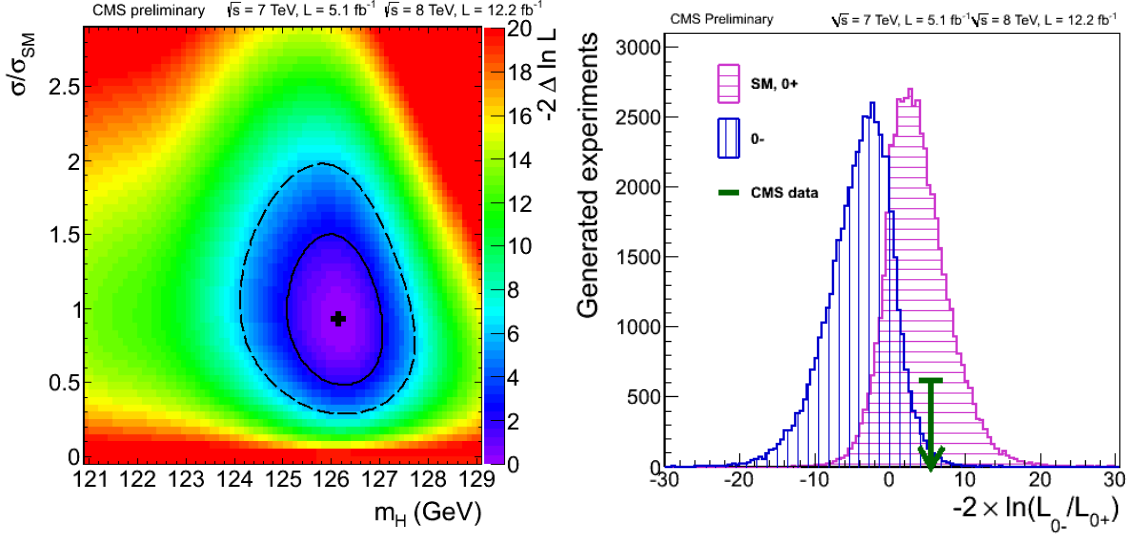 CMS preliminary √s = 7 TeV, L = 5.1 fb⁻¹ √s = 8 TeV, L = 12.2 fb⁻¹
σ/σSM
2.5
2
1.5
1
0.5
0
121 122 123 124 125 126 127 128 129
mH (GeV)
20
18
16
14
12
10
8
6
4
2
0
-2 Δ ln L
CMS Preliminary √s = 7 TeV, L = 5.1 fb⁻¹ √s = 8 TeV, L = 12.2 fb⁻¹
Generated experiments
3000
2500
2000
1500
1000
500
0
SM, 0+
0-
CMS data
-30 -20 -10 0 10 20 30
-2 × ln(L0-/L0+)